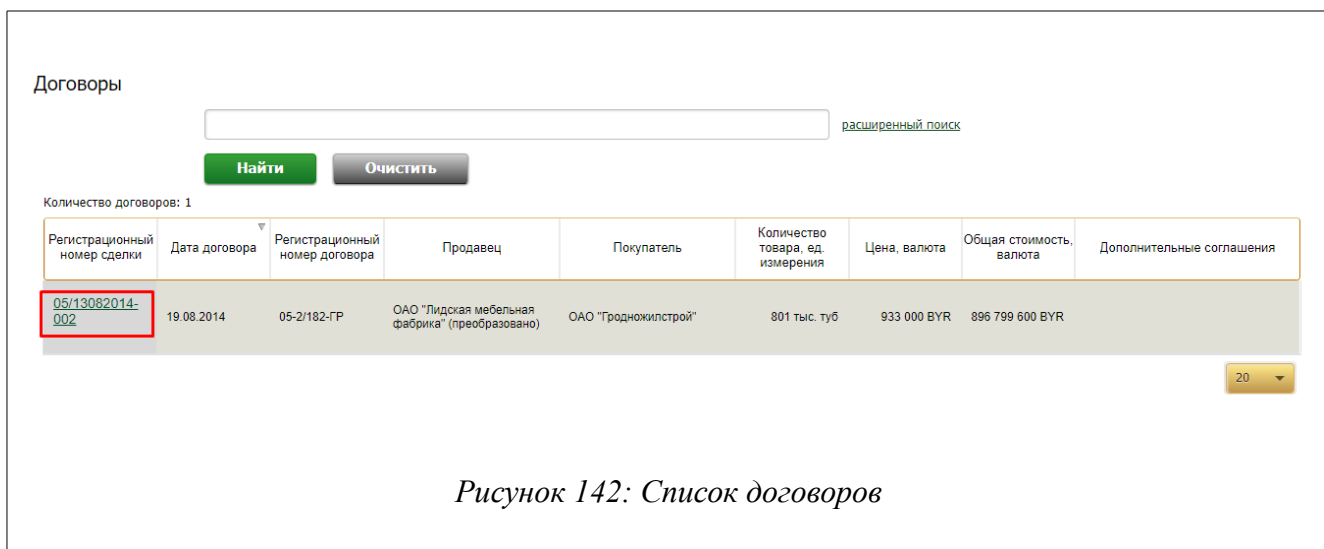 Договоры
расширенный поиск
Найти
Очистить
Количество договоров: 1
Регистрационный
номер сделки
Дата договора
Регистрационный
номер договора
Продавец
Покупатель
Количество
товара, ед.
измерения
Цена, валюта
Общая стоимость,
валюта
Дополнительные соглашения
05/13082014-
002
19.08.2014
05-2/182-ГР
ОАО "Лидская мебельная
фабрика" (преобразовано)
ОАО "Гродножилстрой"
801 тыс. туб
933 000 BYR
896 799 600 BYR
20
Рисунок 142: Список договоров